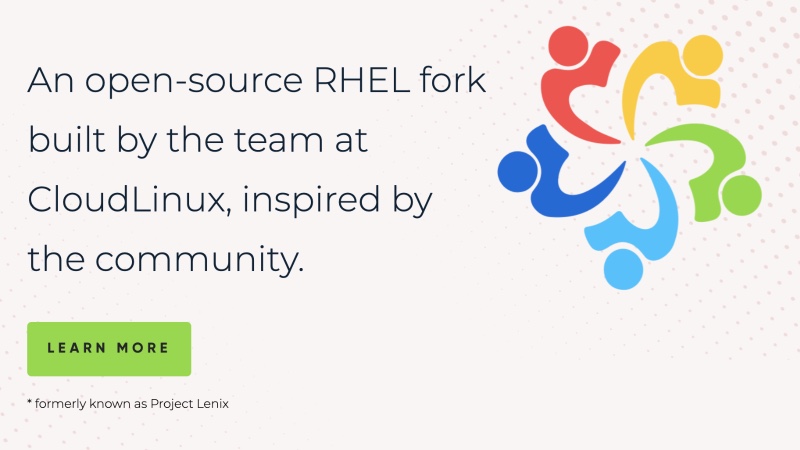 An open-source RHEL fork
built by the team at
CloudLinux, inspired by
the community.
LEARN MORE
* formerly known as Project Lenix